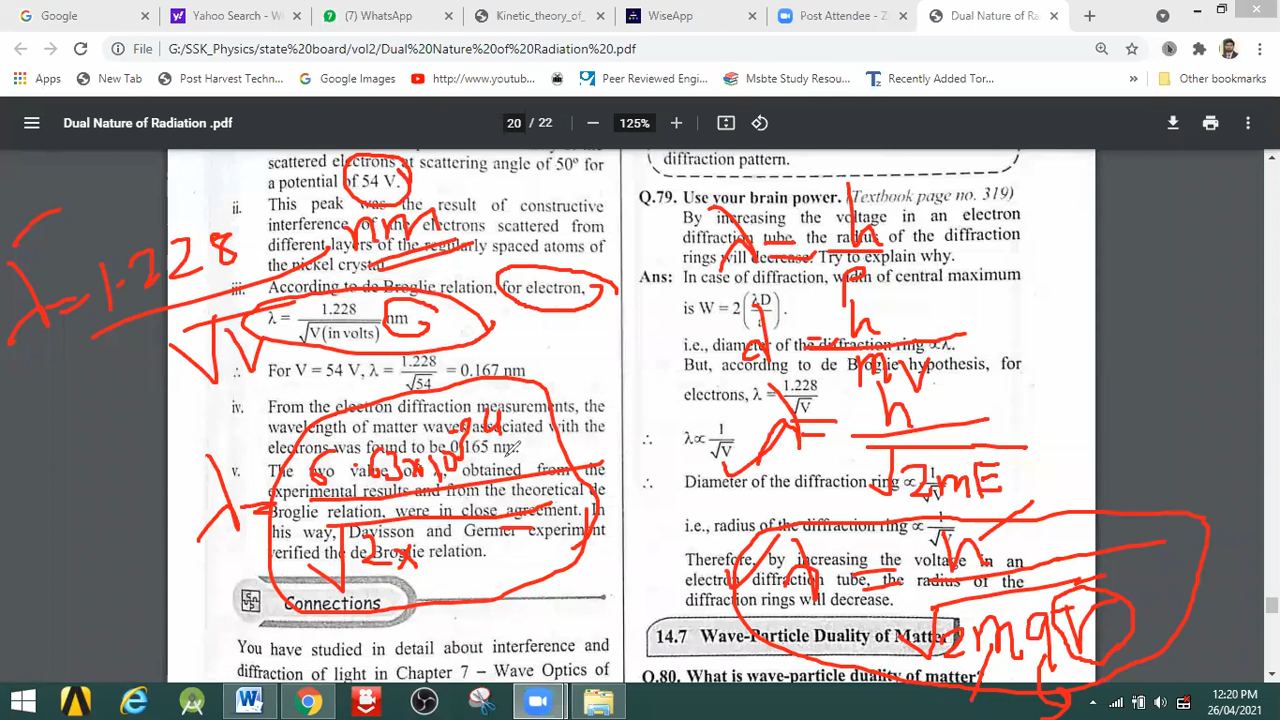 Google
Yahoo Search - W
(7) WhatsApp
Kinetic_theory_of_
WiseApp
Post Attendee - Z
Dual Nature of Ra
File
G:/SSK_Physics/state%20board/vol2/Dual%20Nature%20of%20Radiation%20.pdf
Apps
New Tab
Post Harvest Techn...
Google Images
http://www.youtub...
Peer Reviewed Engi...
Msbte Study Resou...
Recently Added Tor...
Other bookmarks
Dual Nature of Radiation .pdf
20 / 22
125%
scattered electrons at scattering angle of 50° for
a potential of 54 V.
ii. This peak was the result of constructive
interference of the electrons scattered from
different layers of the regularly spaced atoms of
the nickel crystal.
iii. According to de Broglie relation, for electron,
λ = 1.228/√V(in volts) nm
∴ For V = 54 V, λ = 1.228/√54 = 0.167 nm
iv. From the electron diffraction measurements, the
wavelength of matter waves associated with the
electrons was found to be 0.165 nm.
v. The two value of λ, obtained from the
experimental results and from the theoretical de
Broglie relation, were in close agreement. In
his way, Davisson and Germer experiment
verified the de Broglie relation.
Connections
You have studied in detail about interference and
diffraction of light in Chapter 7 – Wave Optics of
λ = 1.228/√V nm
λ = 6.63x10-34/√2x
diffraction pattern.
Q.79. Use your brain power. (Textbook page no. 319)
By increasing the voltage in an electron
diffraction tube, the radius of the diffraction
rings will decrease? Try to explain why.
Ans: In case of diffraction, width of central maximum
is W = 2(λD/a).
i.e., diameter of the diffraction ring ∝ λ.
But, according to de Broglie hypothesis, for
electrons, λ = 1.228/√V
∴ λ ∝ 1/√V
∴ Diameter of the diffraction ring ∝ 1/√V
i.e., radius of the diffraction ring ∝ 1/√V
Therefore, by increasing the voltage in an
electron diffraction tube, the radius of the
diffraction rings will decrease.
14.7 Wave-Particle Duality of Matter
Q.80. What is wave-particle duality of matter?
λ = h/p
= h/mv
λ = h/√2mE
λ = h/√2mqV
12:20 PM
26/04/2021